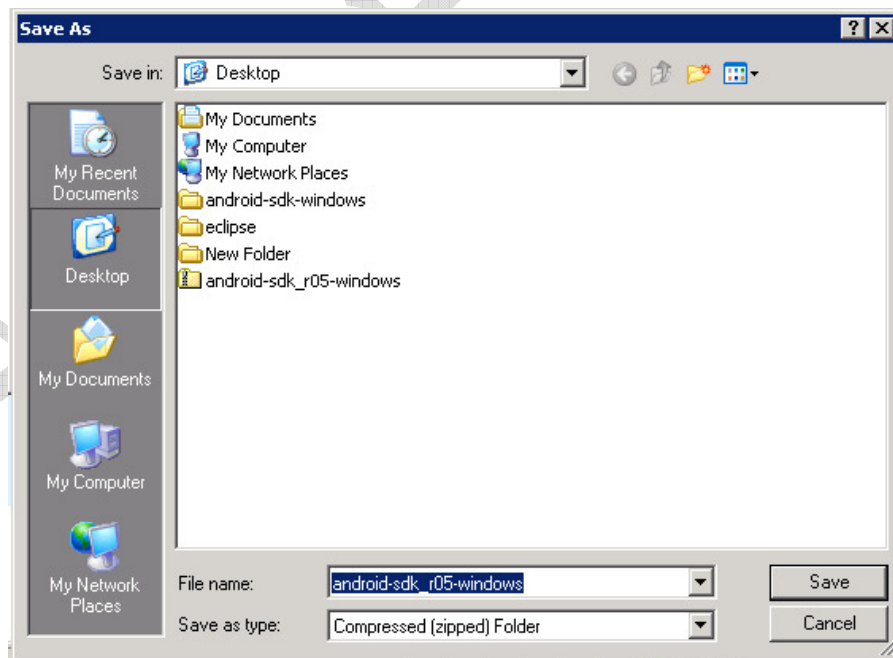 Save As
Save in:
Desktop
My Recent
Documents
Desktop
My Documents
My Computer
My Network
Places
My Documents
My Computer
My Network Places
android-sdk-windows
eclipse
New Folder
android-sdk_r05-windows
File name:
android-sdk_r05-windows
Save
Save as type:
Compressed (zipped) Folder
Cancel